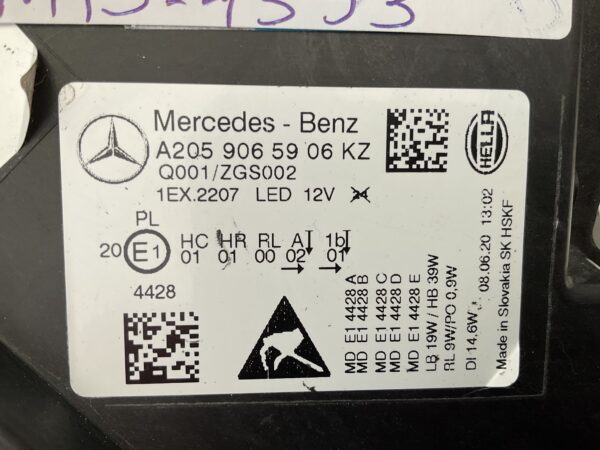 Mercedes - Benz
A205 906 59 06 KZ
Q001/ZGS002
1EX.2207 LED 12V 24
HELLA
PL
20 E1 HC HR RL A 1b
01 01 00 02 01
4428
MD E1 4428 A
MD E1 4428 B
MD E1 4428 C
MD E1 4428 D
MD E1 4428 E
LB 19W / HB 39W
RL 9W/PO 0,9W
DI 14,6W
08.06.20 13:02
Made in Slovakia SK HSKF